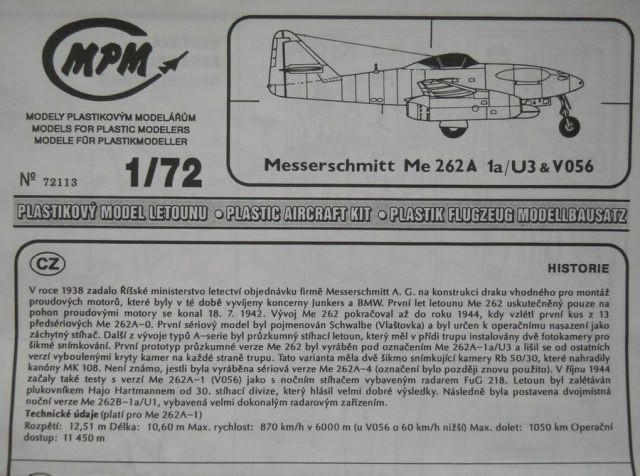 MPM
MODELY PLASTIKOVÝM MODELÁŘŮM
MODELS FOR PLASTIC MODELERS
MODELE FÜR PLASTIKMODELLER
Nº 72113 1/72
Messerschmitt Me 262A 1a/U3 & V056
PLASTIKOVÝ MODEL LETOUNU • PLASTIC AIRCRAFT KIT • PLASTIK FLUGZEUG MODELLBAUSATZ
CZ
HISTORIE
V roce 1938 zadalo Říšské ministerstvo letectví objednávku firmě Messerschmitt A. G. na konstrukci draku vhodného pro montáž
proudových motorů, které byly v té době vyvíjeny koncerny Junkers a BMW. První let letounu Me 262 uskutečněný pouze na
pohon proudovými motory se konal 18. 7. 1942. Vývoj Me 262 pokračoval až do roku 1944, kdy vzlétl první kus z 13
předsériových Me 262A-0. První sériový model byl pojmenován Schwalbe (Vlaštovka) a byl určen k operačnímu nasazení jako
záchytný stíhač. Další z vývoje typů A-serie byl průzkumný stíhací letoun, který měl v přídi trupu instalovány dvě fotokamery pro
šikmé snímkování. První prototyp průzkumné verze Me 262 byl vyráběn pod označením Me 262A-1a/U3 a lišil se od ostatních
verzí vyboulenými kryty kamer na každé straně trupu. Tato varianta měla dvě šikmo snímkující kamery Rb 50/30, které nahradily
kanóny MK 108. Není známo, jestli byla vyráběna sériová verze Me 262A-4 (označení bylo později znovu použito). V říjnu 1944
začaly také testy s verzí Me 262A-1 (V056) jako s nočním stíhačem vybaveným radarem FuG 218. Letoun byl zalétáván
plukovníkem Hajo Hartmannem od 30. stíhací divize, který hlásil velmi dobré výsledky. Následně byla postavena dvojmístná
noční verze Me 262B-1a/U1, vybavená velmi dokonalým radarovým zařízením.
Technické údaje (platí pro Me 262A-1)
Rozpětí: 12,51 m Délka: 10,60 m Max. rychlost: 870 km/h v 6000 m (u V056 o 60 km/h nižší) Max. dolet: 1050 km Operační
dostup: 11 450 m